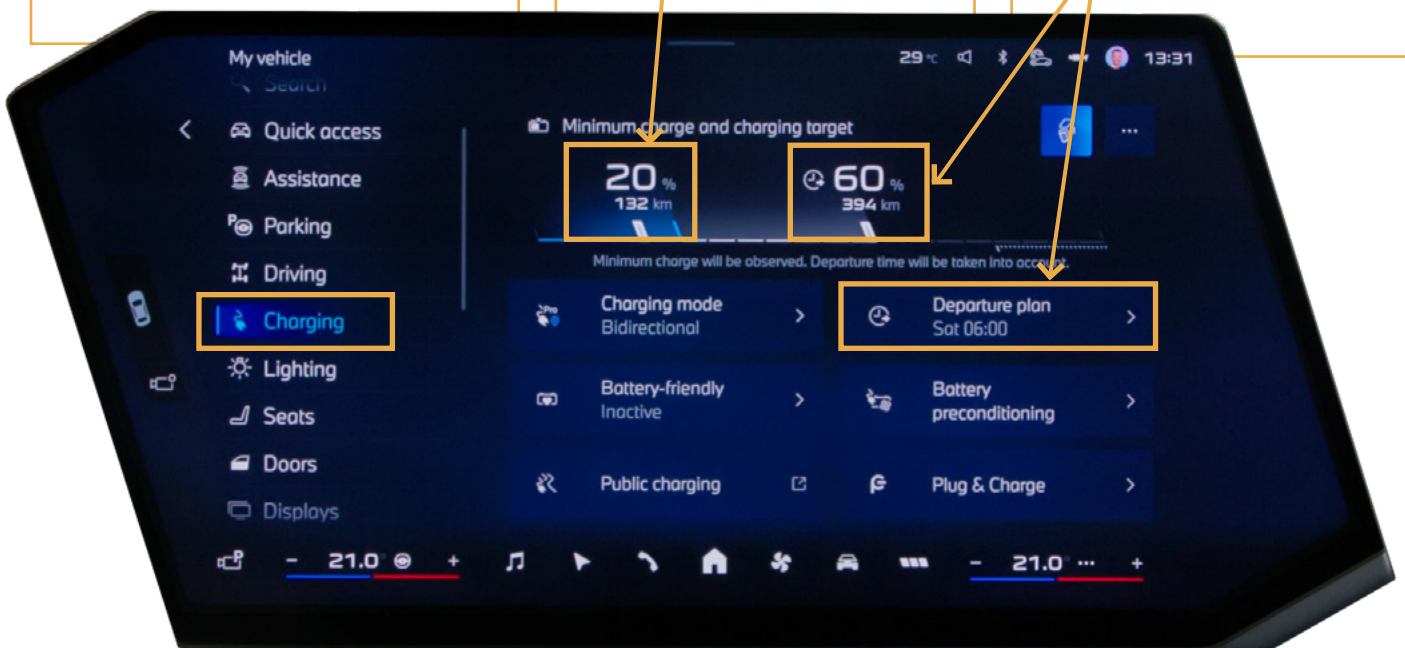 My vehicle
29 °C
13:31
Search
Quick access
Assistance
Parking
Driving
Charging
Lighting
Seats
Doors
Displays
Minimum charge and charging target
20 %
132 km
60 %
394 km
Minimum charge will be observed. Departure time will be taken into account.
Charging mode
Bidirectional
Departure plan
Sat 06:00
Battery-friendly
Inactive
Battery
preconditioning
Public charging
Plug & Charge
- 21.0° +
- 21.0° ... +